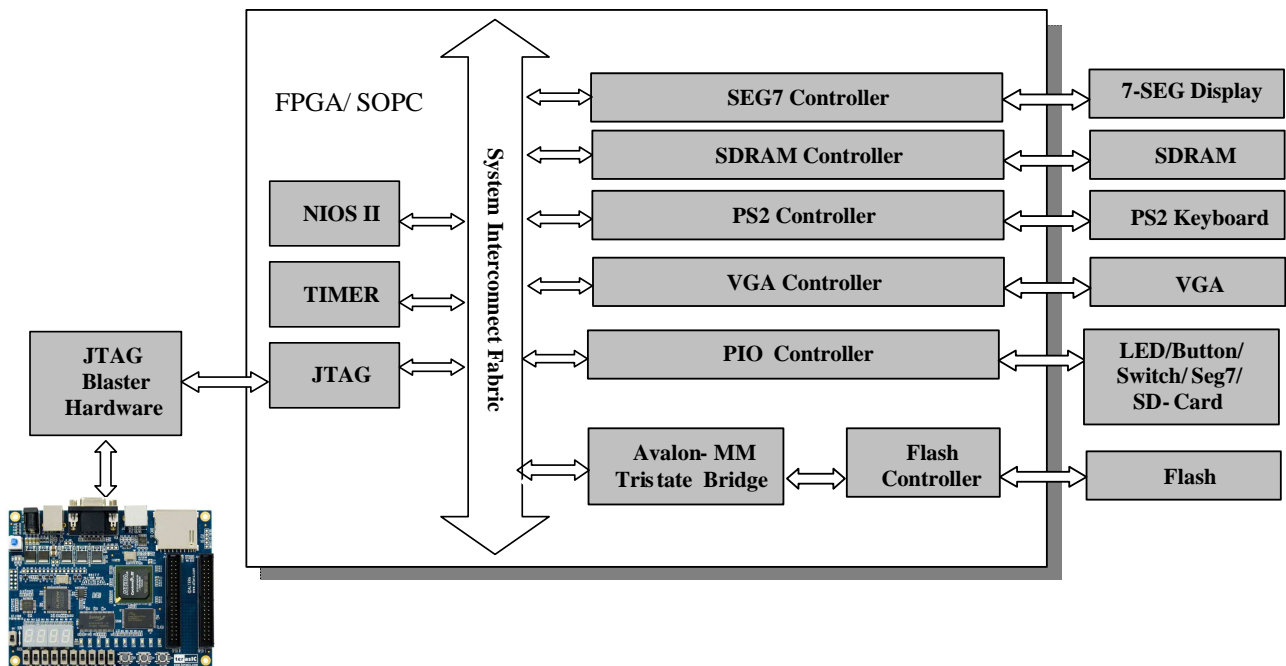 FPGA/ SOPC
System Interconnect Fabric
NIOS II
TIMER
JTAG
JTAG
Blaster
Hardware
SEG7 Controller
7-SEG Display
SDRAM Controller
SDRAM
PS2 Controller
PS2 Keyboard
VGA Controller
VGA
PIO Controller
LED/Button/
Switch/ Seg7/
SD- Card
Avalon- MM
Tristate Bridge
Flash
Controller
Flash
terasic